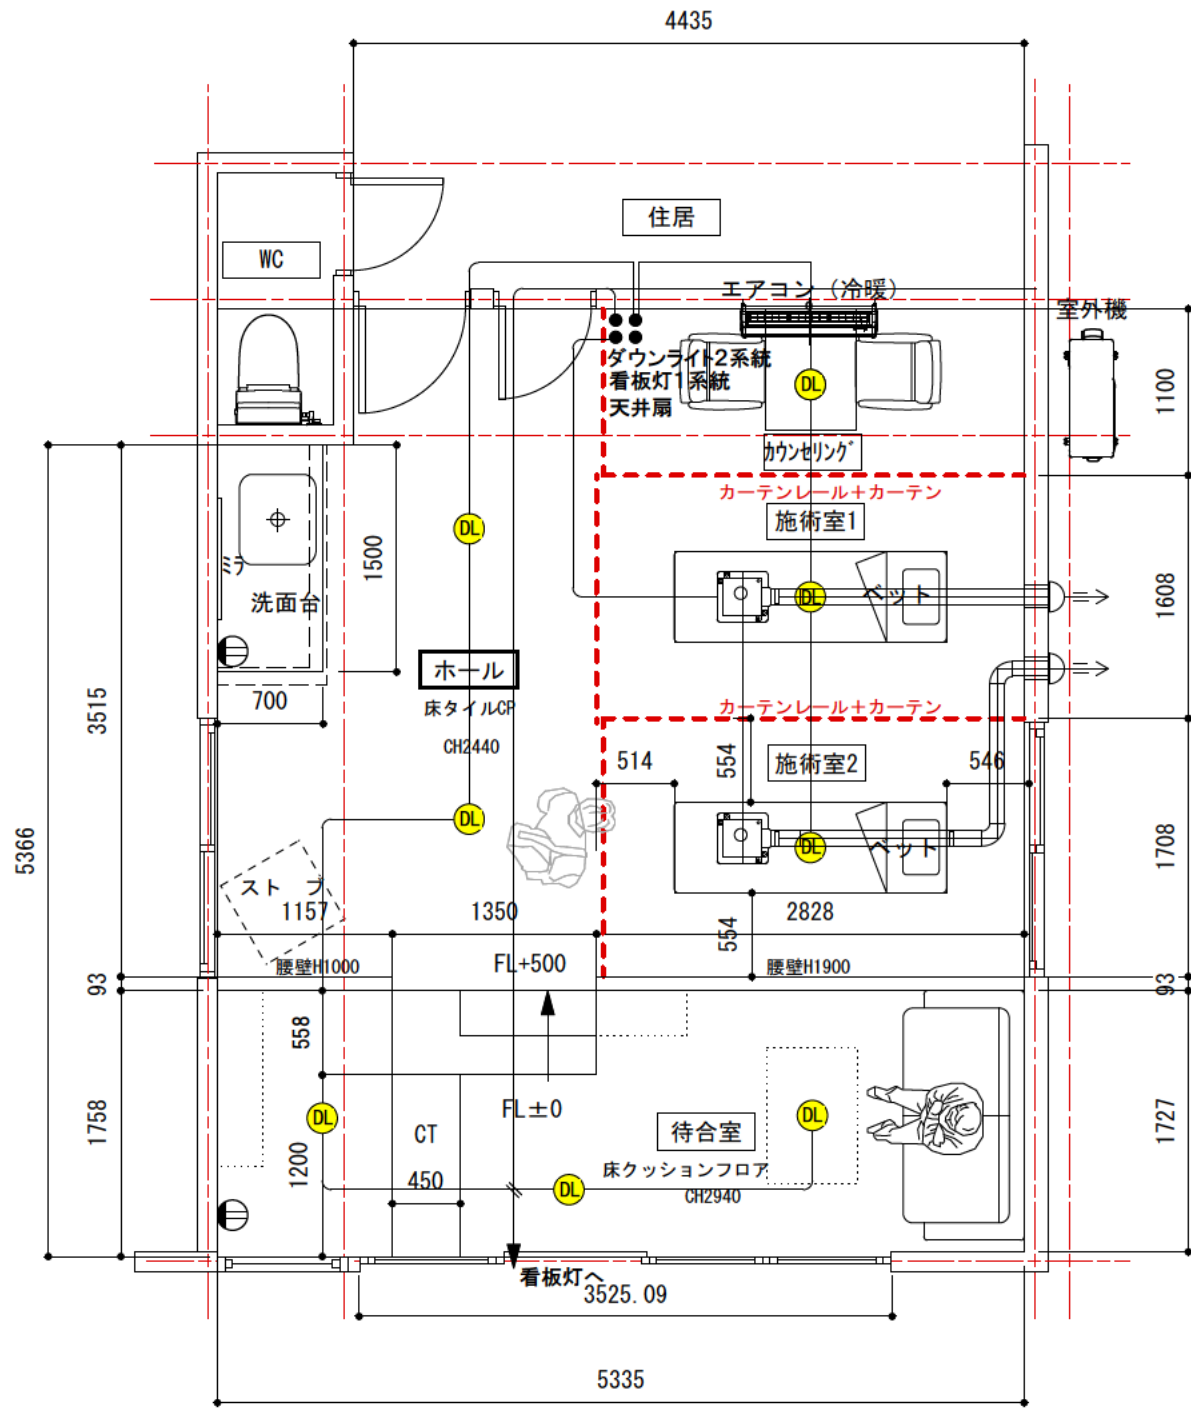 4435
住居
WC
エアコン（冷暖）
室外機
ダウンライト2系統
看板灯1系統
天井扇
DL
1100
カウンセリング
カーテンレール＋カーテン
施術室1
DL
ミラ
1500
洗面台
DL
ベット
1608
ホール
700
床タイルCP
カーテンレール＋カーテン
3515
CH2440
514
554
施術室2
546
DL
DL
ベット
5366
1708
ストーブ
1157
1350
554
2828
腰壁H1000
FL+500
腰壁H1900
93
93
558
DL
FL±0
DL
1758
CT
待合室
1727
1200
450
床クッションフロア
DL
CH2940
看板灯へ
3525.09
5335